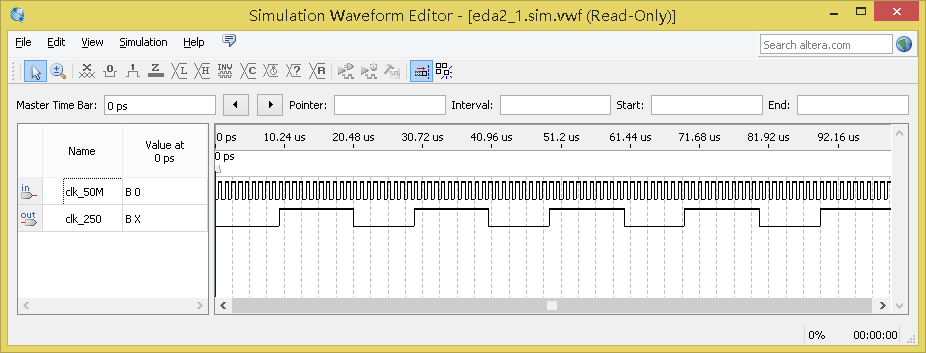 Simulation Waveform Editor - [eda2_1.sim.vwf (Read-Only)]
File Edit View Simulation Help
Search altera.com
Master Time Bar: 0 ps Pointer: Interval: Start: End:
Name Value at 0 ps
0 ps 10.24 us 20.48 us 30.72 us 40.96 us 51.2 us 61.44 us 71.68 us 81.92 us 92.16 us
0 ps
in clk_50M B 0
out clk_250 B X
0% 00:00:00